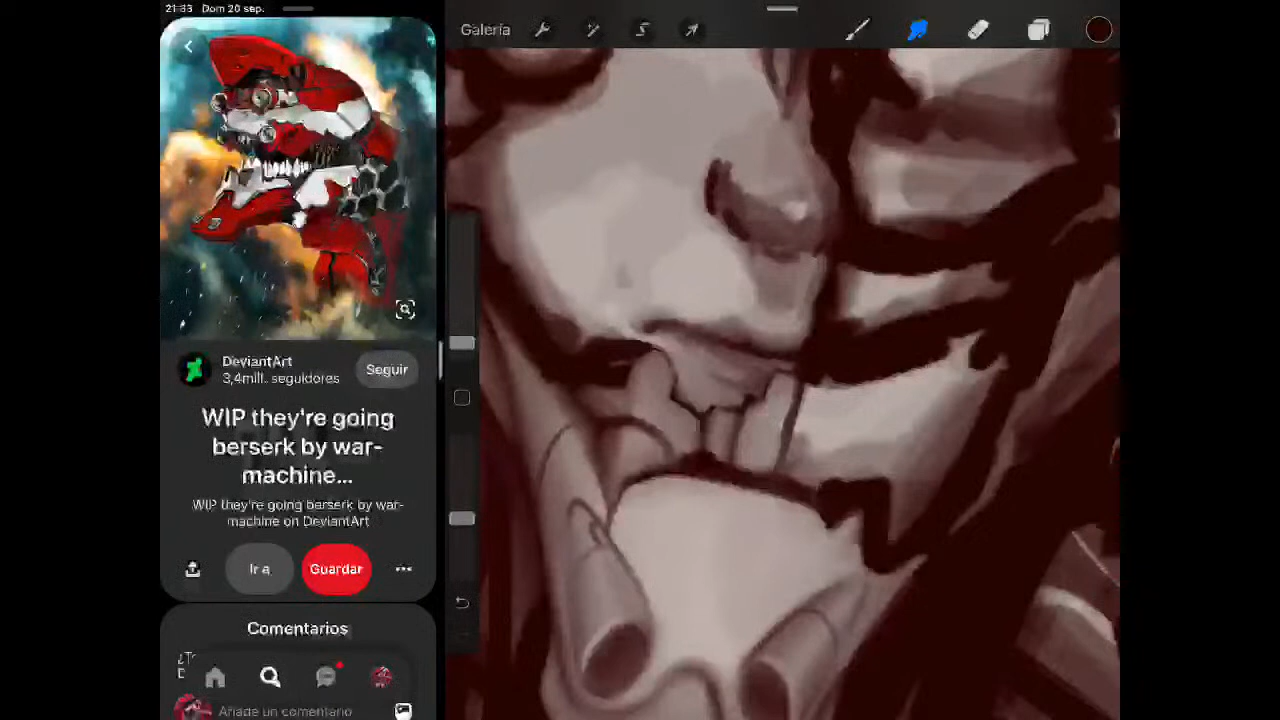 21:33 Dom 20 sep.
Galería
DeviantArt
3,4mill. seguidores
Seguir
WIP they're going
berserk by war-
machine...
WIP they're going berserk by war-
machine on DeviantArt
Ir a
Guardar
Comentarios
Añade un comentario